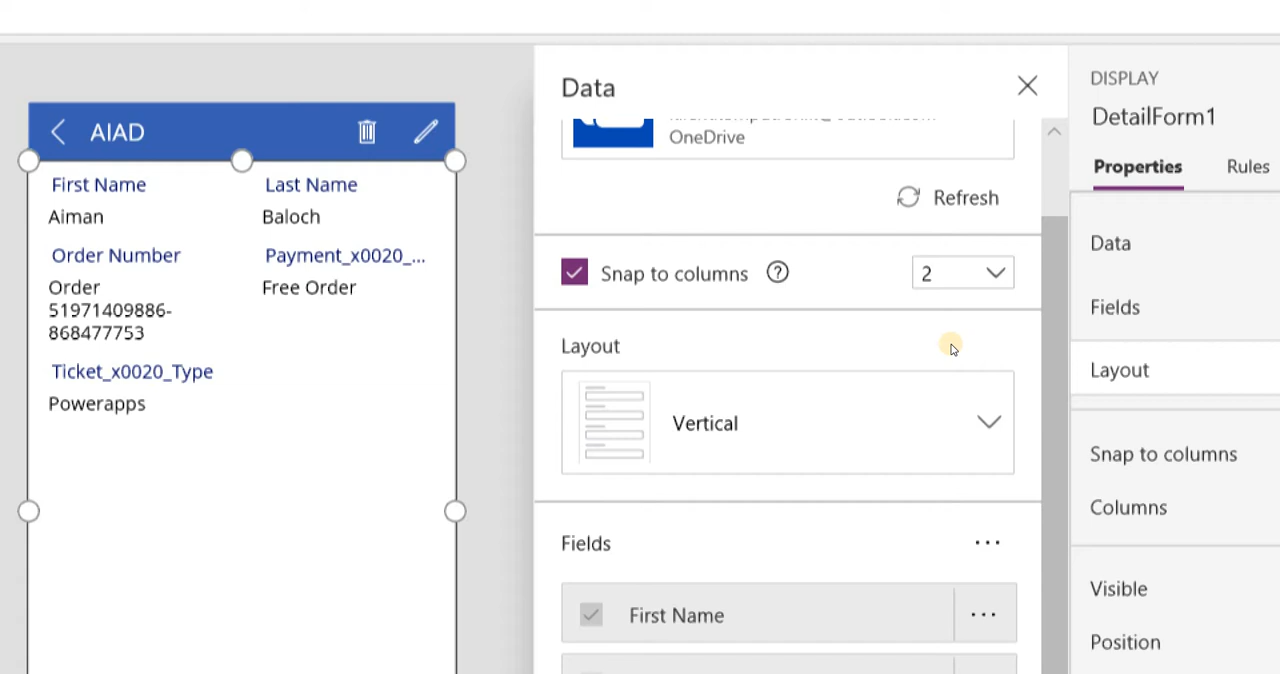 AIAD
First Name Last Name
Aiman Baloch
Order Number Payment_x0020_...
Order Free Order
51971409886-
868477753
Ticket_x0020_Type
Powerapps
Data
OneDrive
Refresh
Snap to columns 2
Layout
Vertical
Fields
First Name
DISPLAY
DetailForm1
Properties Rules
Data
Fields
Layout
Snap to columns
Columns
Visible
Position